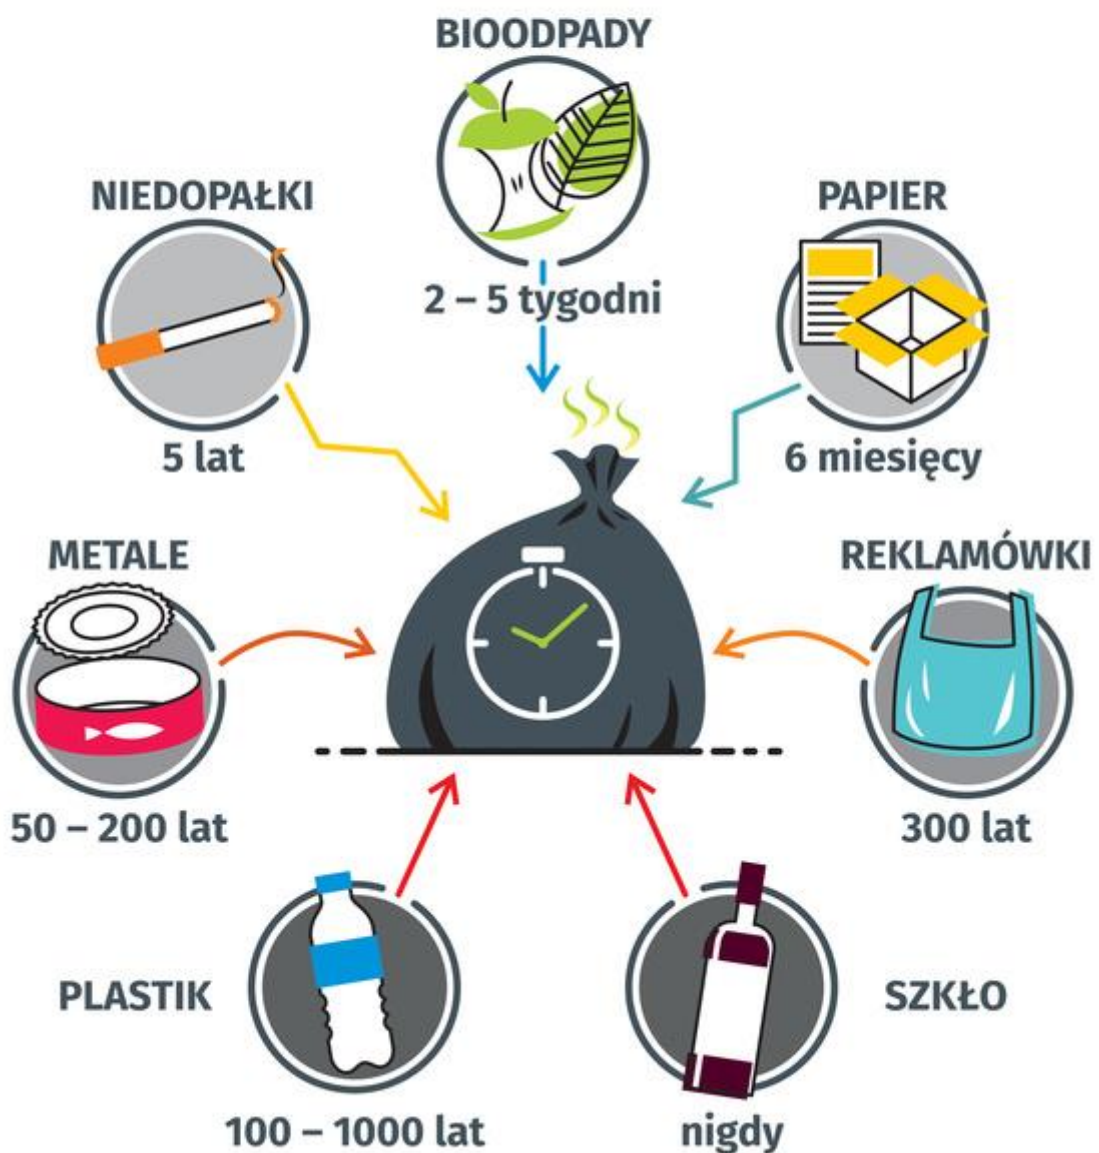 BIOODPADY
2 – 5 tygodni
NIEDOPAŁKI
5 lat
PAPIER
6 miesięcy
METALE
50 – 200 lat
REKLAMÓWKI
300 lat
PLASTIK
100 – 1000 lat
SZKŁO
nigdy